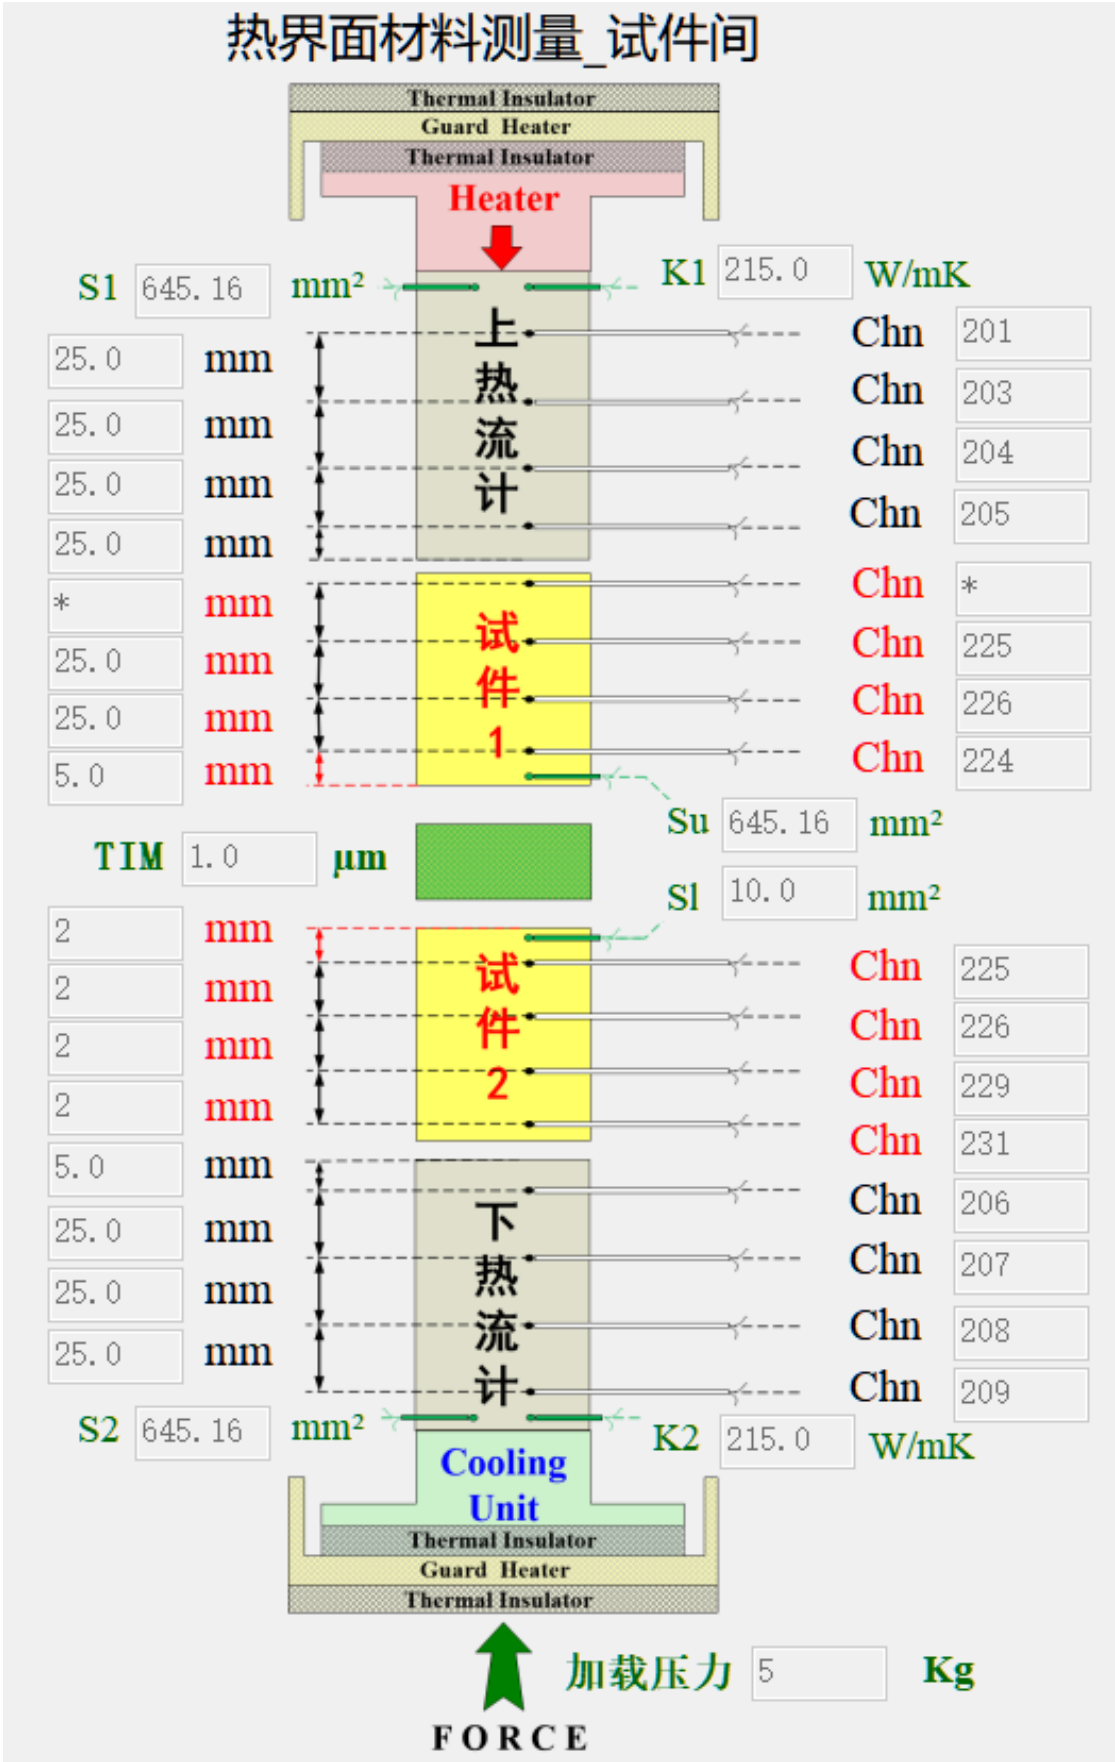 热界面材料测量_试件间
Thermal Insulator
Guard Heater
Thermal Insulator
Heater
S1 645.16 mm²
K1 215.0 W/mK
上热流计
25.0 mm
Chn 201
25.0 mm
Chn 203
25.0 mm
Chn 204
25.0 mm
Chn 205
试件1
* mm
Chn *
25.0 mm
Chn 225
25.0 mm
Chn 226
5.0 mm
Chn 224
Su 645.16 mm²
TIM 1.0 μm
Sl 10.0 mm²
试件2
2 mm
Chn 225
2 mm
Chn 226
2 mm
Chn 229
2 mm
Chn 231
下热流计
5.0 mm
Chn 206
25.0 mm
Chn 207
25.0 mm
Chn 208
25.0 mm
Chn 209
S2 645.16 mm²
K2 215.0 W/mK
Cooling
Unit
Thermal Insulator
Guard Heater
Thermal Insulator
加载压力 5 Kg
FORCE